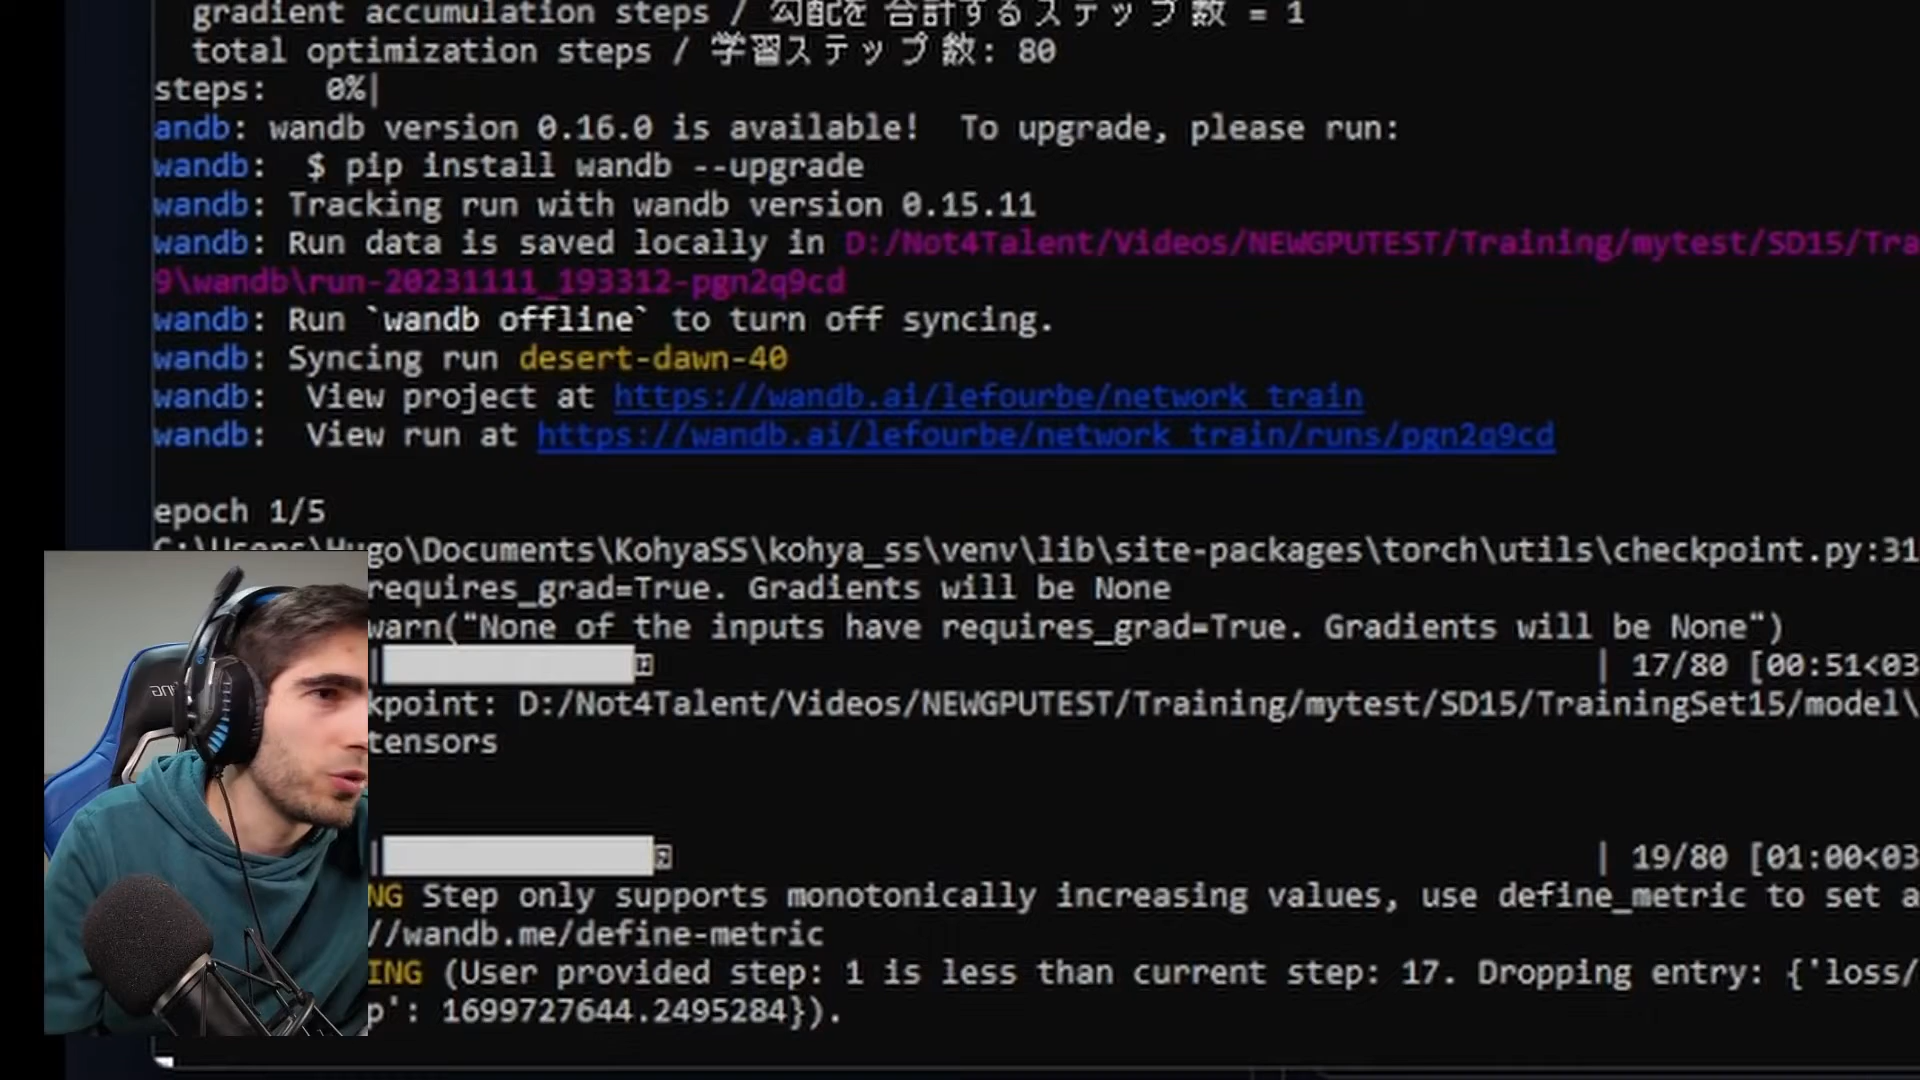 gradient accumulation steps / 勾配を合計するステップ数 = 1
total optimization steps / 学習ステップ数: 80
steps:   0%|
andb: wandb version 0.16.0 is available!  To upgrade, please run:
wandb:  $ pip install wandb --upgrade
wandb: Tracking run with wandb version 0.15.11
wandb: Run data is saved locally in D:/Not4Talent/Videos/NEWGPUTEST/Training/mytest/SD15/Tra
9\wandb\run-20231111_193312-pgn2q9cd
wandb: Run `wandb offline` to turn off syncing.
wandb: Syncing run desert-dawn-40
wandb:  View project at https://wandb.ai/lefourbe/network_train
wandb:  View run at https://wandb.ai/lefourbe/network_train/runs/pgn2q9cd
epoch 1/5
C:\Users\Hugo\Documents\KohyaSS\kohya_ss\venv\lib\site-packages\torch\utils\checkpoint.py:31
requires_grad=True. Gradients will be None
warn("None of the inputs have requires_grad=True. Gradients will be None")
| 17/80 [00:51<03
kpoint: D:/Not4Talent/Videos/NEWGPUTEST/Training/mytest/SD15/TrainingSet15/model\
tensors
| 19/80 [01:00<03
NG Step only supports monotonically increasing values, use define_metric to set a
//wandb.me/define-metric
ING (User provided step: 1 is less than current step: 17. Dropping entry: {'loss/
p': 1699727644.2495284}).